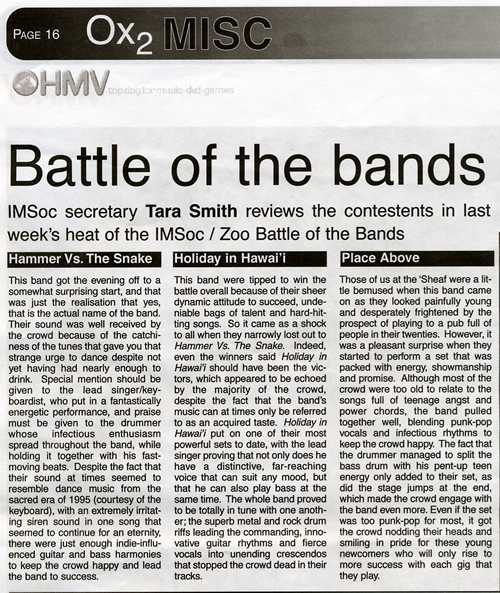 PAGE 16 Ox2 MISC
HMV top dog for music-dvd-games
Battle of the bands
IMSoc secretary Tara Smith reviews the contestents in last
week's heat of the IMSoc / Zoo Battle of the Bands
Hammer Vs. The Snake
This band got the evening off to a
somewhat surprising start, and that
was just the realisation that yes,
that is the actual name of the band.
Their sound was well received by
the crowd because of the catchi-
ness of the tunes that gave you that
strange urge to dance despite not
yet having had nearly enough to
drink. Special mention should be
given to the lead singer/key-
boardist, who put in a fantastically
energetic performance, and praise
must be given to the drummer
whose infectious enthusiasm
spread throughout the band, while
holding it together with his fast-
moving beats. Despite the fact that
their sound at times seemed to
resemble dance music from the
sacred era of 1995 (courtesy of the
keyboard), with an extremely irritat-
ing siren sound in one song that
seemed to continue for an eternity,
there were just enough indie-influ-
enced guitar and bass harmonies
to keep the crowd happy and lead
the band to success.
Holiday in Hawai'i
This band were tipped to win the
battle overall because of their sheer
dynamic attitude to succeed, unde-
niable bags of talent and hard-hit-
ting songs. So it came as a shock
to all when they narrowly lost out to
Hammer Vs. The Snake. Indeed,
even the winners said Holiday in
Hawai'i should have been the vic-
tors, which appeared to be echoed
by the majority of the crowd,
despite the fact that the band's
music can at times only be referred
to as an acquired taste. Holiday in
Hawai'i put on one of their most
powerful sets to date, with the lead
singer proving that not only does he
have a distinctive, far-reaching
voice that can suit any mood, but
that he can also play bass at the
same time. The whole band proved
to be totally in tune with one anoth-
er; the superb metal and rock drum
riffs leading the commanding, inno-
vative guitar rhythms and fierce
vocals into unending crescendos
that stopped the crowd dead in their
tracks.
Place Above
Those of us at the 'Sheaf were a lit-
tle bemused when this band came
on as they looked painfully young
and desperately frightened by the
prospect of playing to a pub full of
people in their twenties. However, it
was a pleasant surprise when they
started to perform a set that was
packed with energy, showmanship
and promise. Although most of the
crowd were too old to relate to the
songs full of teenage angst and
power chords, the band pulled
together well, blending punk-pop
vocals and infectious rhythms to
keep the crowd happy. The fact that
the drummer managed to split the
bass drum with his pent-up teen
energy only added to their set, as
did the stage jumps at the end,
which made the crowd engage with
the band even more. Even if the set
was too punk-pop for most, it got
the crowd nodding their heads and
smiling in pride for these young
newcomers who will only rise to
more success with each gig that
they play.